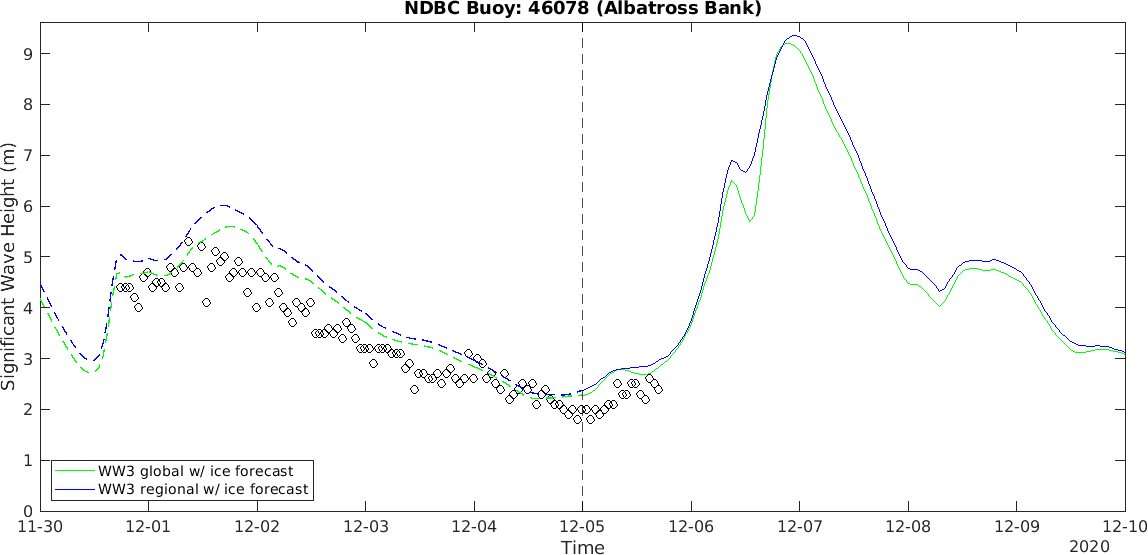 NDBC Buoy: 46078 (Albatross Bank)
Significant Wave Height (m)
9
8
7
6
5
4
3
2
1
0
WW3 global w/ ice forecast
WW3 regional w/ ice forecast
11-30 12-01 12-02 12-03 12-04 12-05 12-06 12-07 12-08 12-09 12-10
Time
2020